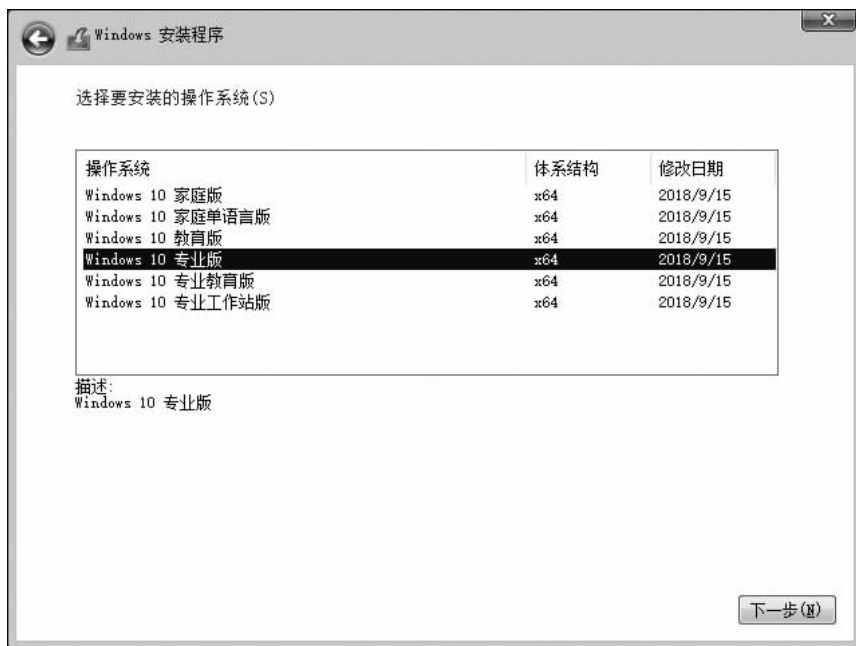 Windows 安装程序
选择要安装的操作系统(S)
操作系统 体系结构 修改日期
Windows 10 家庭版 x64 2018/9/15
Windows 10 家庭单语言版 x64 2018/9/15
Windows 10 教育版 x64 2018/9/15
Windows 10 专业版 x64 2018/9/15
Windows 10 专业教育版 x64 2018/9/15
Windows 10 专业工作站版 x64 2018/9/15
描述:
Windows 10 专业版
下一步(N)